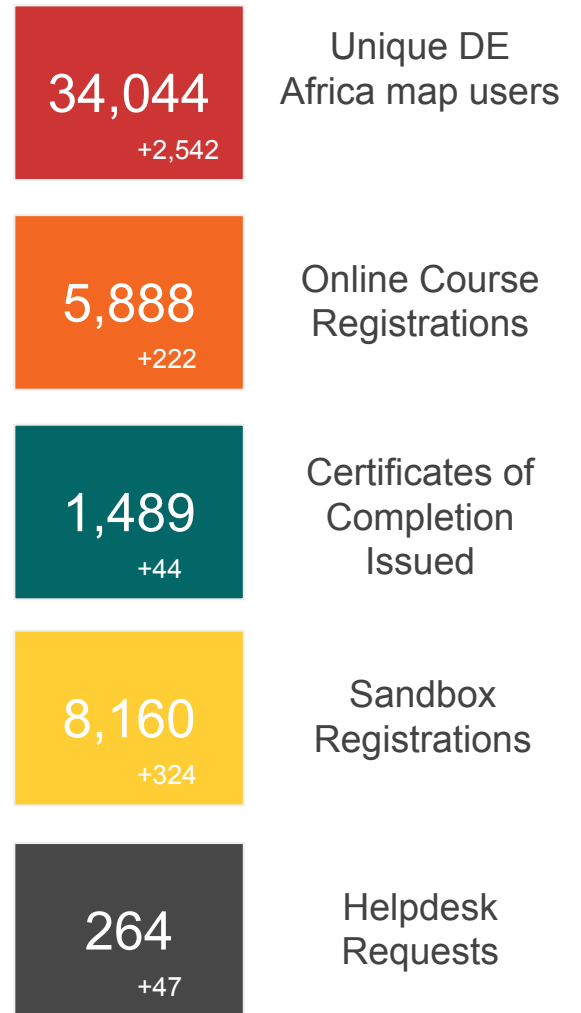 34,044
+2,542
Unique DE
Africa map users
5,888
+222
Online Course
Registrations
1,489
+44
Certificates of
Completion
Issued
8,160
+324
Sandbox
Registrations
264
+47
Helpdesk
Requests